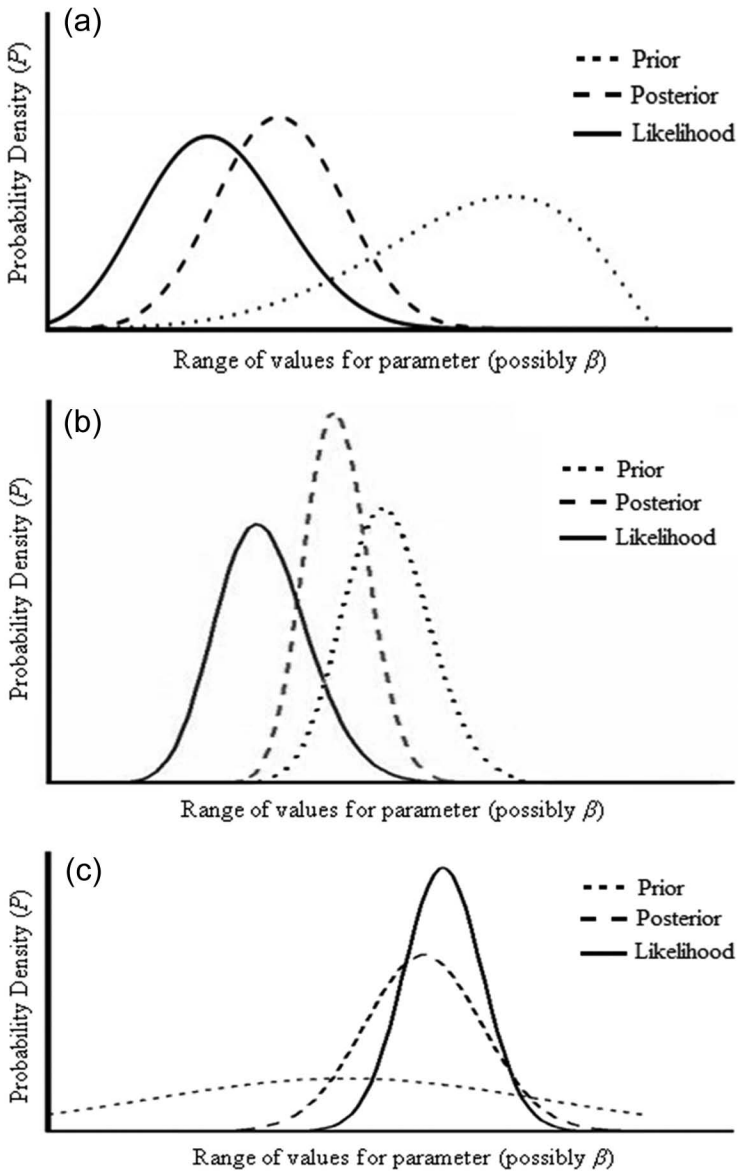 (a)
Probability Density (P)
Prior
Posterior
Likelihood
Range of values for parameter (possibly β)
(b)
Probability Density (P)
Prior
Posterior
Likelihood
Range of values for parameter (possibly β)
(c)
Probability Density (P)
Prior
Posterior
Likelihood
Range of values for parameter (possibly β)